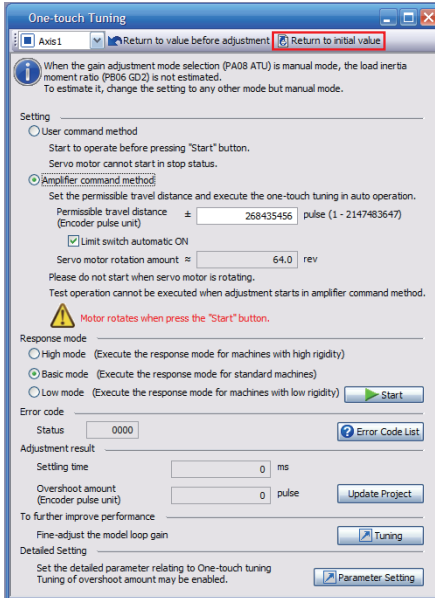 One-touch Tuning
Axis1 Return to value before adjustment Return to initial value
When the gain adjustment mode selection (PA08 ATU) is manual mode, the load inertia
moment ratio (PB06 GD2) is not estimated.
To estimate it, change the setting to any other mode but manual mode.
Setting
User command method
Start to operate before pressing "Start" button.
Servo motor cannot start in stop status.
Amplifier command method
Set the permissible travel distance and execute the one-touch tuning in auto operation.
Permissible travel distance ± 268435456 pulse (1 - 2147483647)
(Encoder pulse unit)
Limit switch automatic ON
Servo motor rotation amount ≈ 64.0 rev
Please do not start when servo motor is rotating.
Test operation cannot be executed when adjustment starts in amplifier command method.
Motor rotates when press the "Start" button.
Response mode
High mode (Execute the response mode for machines with high rigidity)
Basic mode (Execute the response mode for standard machines)
Low mode (Execute the response mode for machines with low rigidity) Start
Error code
Status 0000 Error Code List
Adjustment result
Settling time 0 ms
Overshoot amount 0 pulse Update Project
(Encoder pulse unit)
To further improve performance
Fine-adjust the model loop gain Tuning
Detailed Setting
Set the detailed parameter relating to One-touch tuning
Tuning of overshoot amount may be enabled. Parameter Setting